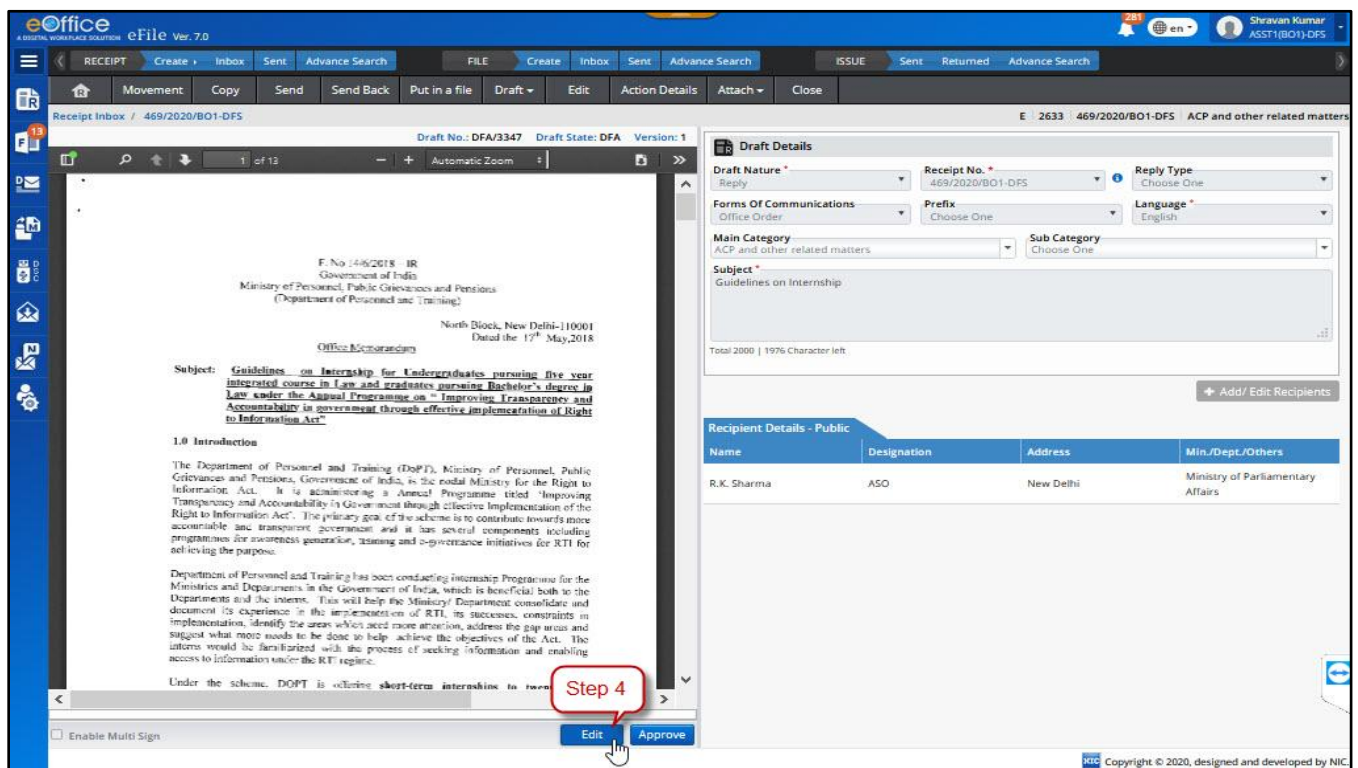 eOffice
A DIGITAL WORKPLACE SOLUTION
eFile Ver. 7.0
281
en
Shravan Kumar
ASST1(BO1)-DFS
RECEIPT Create Inbox Sent Advance Search FILE Create Inbox Sent Advance Search ISSUE Sent Returned Advance Search
Movement Copy Send Send Back Put in a file Draft Edit Action Details Attach Close
Receipt Inbox / 469/2020/BO1-DFS
E 2633 469/2020/BO1-DFS ACP and other related matters
R
F 13
D
M
DSC
N
Draft No.: DFA/3347 Draft State: DFA Version: 1
1 of 13 − + Automatic Zoom
F. No 14/6/2018 - IR
Government of India
Ministry of Personnel, Public Grievances and Pensions
(Department of Personnel and Training)
North Block, New Delhi-110001
Dated the 17th May,2018
Office Memorandum
Subject: Guidelines on Internship for Undergraduates pursuing five year
integrated course in Law and graduates pursuing Bachelor's degree in
Law under the Annual Programme on " Improving Transparency and
Accountability in government through effective implementation of Right
to Information Act"
1.0 Introduction
The Department of Personnel and Training (DoPT), Ministry of Personnel, Public
Grievances and Pensions, Government of India, is the nodal Ministry for the Right to
Information Act. It is administering a Annual Programme titled 'Improving
Transparency and Accountability in Government through effective Implementation of the
Right to Information Act'. The primary goal of the scheme is to contribute towards more
accountable and transparent government and it has several components including
programmes for awareness generation, training and e-governance initiatives for RTI for
achieving the purpose.
Department of Personnel and Training has been conducting internship Programme for the
Ministries and Departments in the Government of India, which is beneficial both to the
Departments and the interns. This will help the Ministry/ Department consolidate and
document its experience in the implementation of RTI, its successes, constraints in
implementation, identify the areas which need more attention, address the gap areas and
suggest what more needs to be done to help achieve the objectives of the Act. The
interns would be familiarized with the process of seeking information and enabling
access to information under the RTI regime.
Under the scheme, DOPT is offering short-term internships to
Step 4
Enable Multi Sign
Edit Approve
Draft Details
Draft Nature * Receipt No. * Reply Type
Reply 469/2020/BO1-DFS Choose One
Forms Of Communications Prefix Language *
Office Order Choose One English
Main Category Sub Category
ACP and other related matters Choose One
Subject *
Guidelines on Internship
Total 2000 | 1976 Character left
+ Add/ Edit Recipients
Recipient Details - Public
Name Designation Address Min./Dept./Others
R.K. Sharma ASO New Delhi Ministry of Parliamentary
Affairs
NIC Copyright © 2020, designed and developed by NIC.